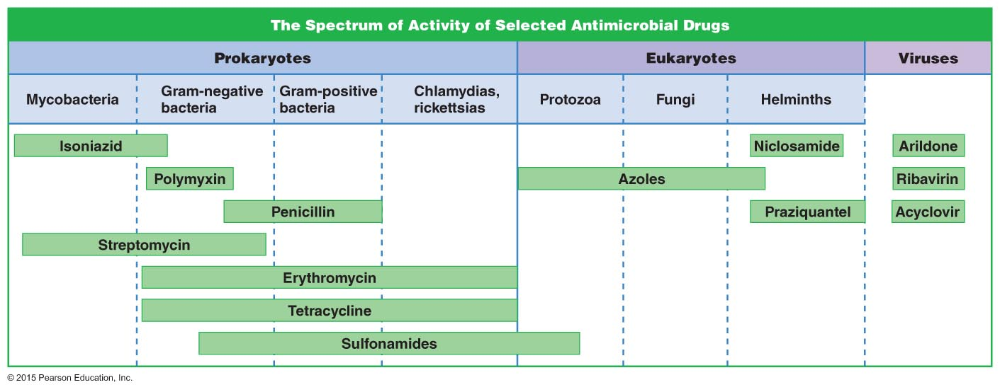 The Spectrum of Activity of Selected Antimicrobial Drugs
Prokaryotes
Eukaryotes
Viruses
Mycobacteria
Gram-negative
bacteria
Gram-positive
bacteria
Chlamydias,
rickettsias
Protozoa
Fungi
Helminths
Isoniazid
Niclosamide
Arildone
Polymyxin
Azoles
Ribavirin
Penicillin
Praziquantel
Acyclovir
Streptomycin
Erythromycin
Tetracycline
Sulfonamides
© 2015 Pearson Education, Inc.